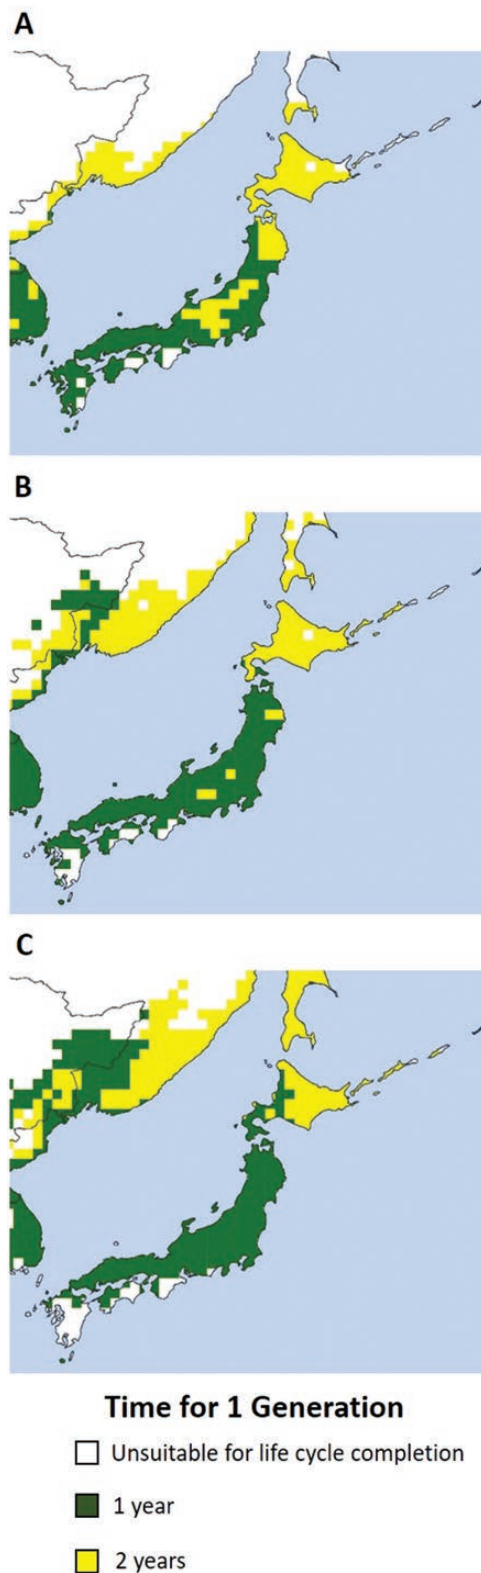 A
B
C
Time for 1 Generation
Unsuitable for life cycle completion
1 year
2 years